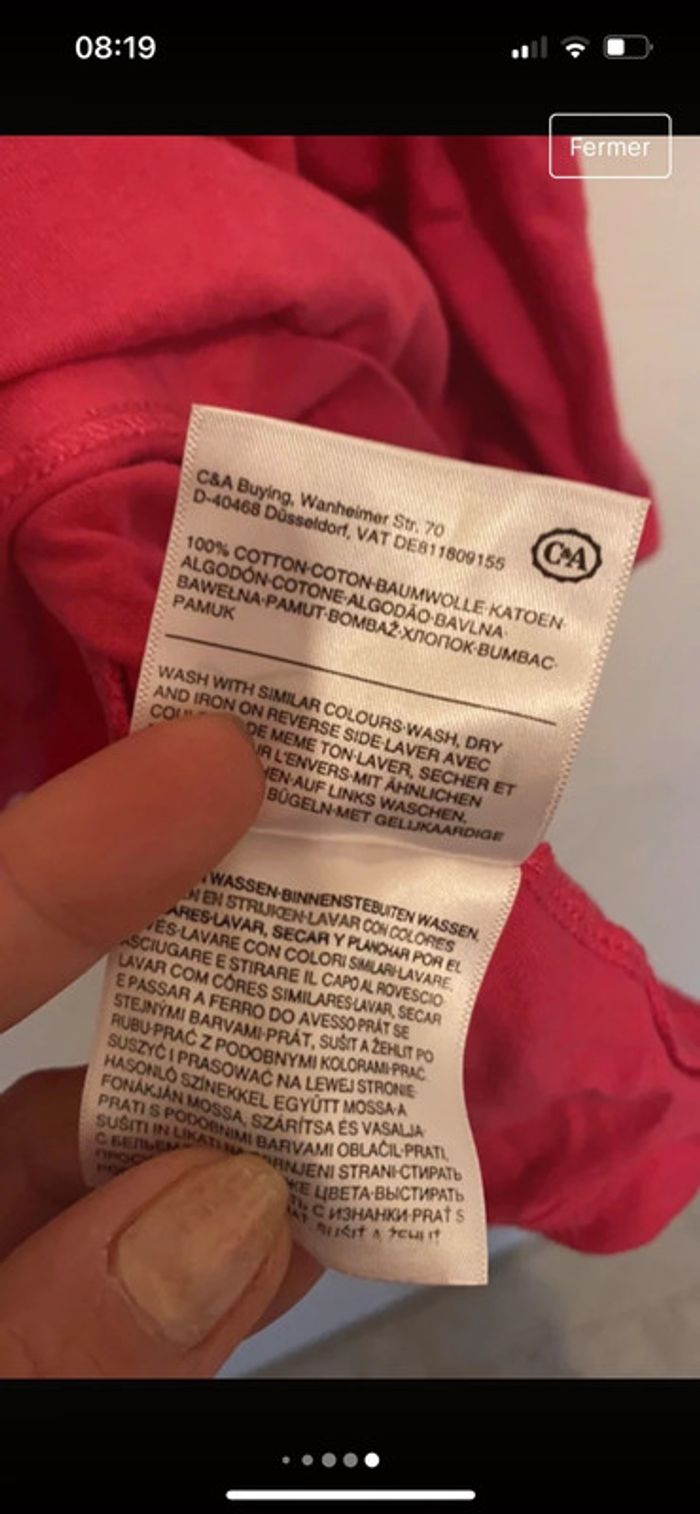 08:19
Fermer
C&A Buying, Wanheimer Str. 70
D-40468 Düsseldorf, VAT DE811809155
C&A
100% COTTON·COTON·BAUMWOLLE·KATOEN·
ALGODÓN·COTONE·ALGODÃO·BAVLNA·
BAWEŁNA·PAMUT·BOMBAŽ·ХЛОПОК·BUMBAC·
PAMUK
WASH WITH SIMILAR COLOURS·WASH, DRY
AND IRON ON REVERSE SIDE·LAVER AVEC
DE MEME TON·LAVER, SECHER ET
L'ENVERS·MIT ÄHNLICHEN
AUF LINKS WASCHEN,
BÜGELN·MET GELIJKAARDIGE
WASSEN·BINNENSTEBUITEN WASSEN,
EN STRIJKEN·LAVAR CON COLORES
LAVAR, SECAR Y PLANCHAR POR EL
LAVARE CON COLORI SIMILARI·LAVARE,
ASCIUGARE E STIRARE IL CAPO AL ROVESCIO·
LAVAR COM CÔRES SIMILARES·LAVAR, SECAR
E PASSAR A FERRO DO AVESSO·PRÁT SE
STEJNÝMI BARVAMI·PRÁT, SUŠIT A ŽEHLIT PO
RUBU·PRAĆ Z PODOBNYMI KOLORAMI·PRAĆ,
SUSZYĆ I PRASOWAĆ NA LEWEJ STRONIE·
HASONLÓ SZÍNEKKEL EGYÜTT MOSSA·A
FONÁKJÁN MOSSA, SZÁRÍTSA ÉS VASALJA·
PRATI S PODOBNIMI BARVAMI OBLAČIL·PRATI,
SUŠITI IN LIKATI NA STRANI·СТИРАТЬ
С ЦВЕТА·ВЫСТИРАТЬ
С ИЗНАНКИ·PRAŤ S
SUŠIŤ A ŽEHLIŤ